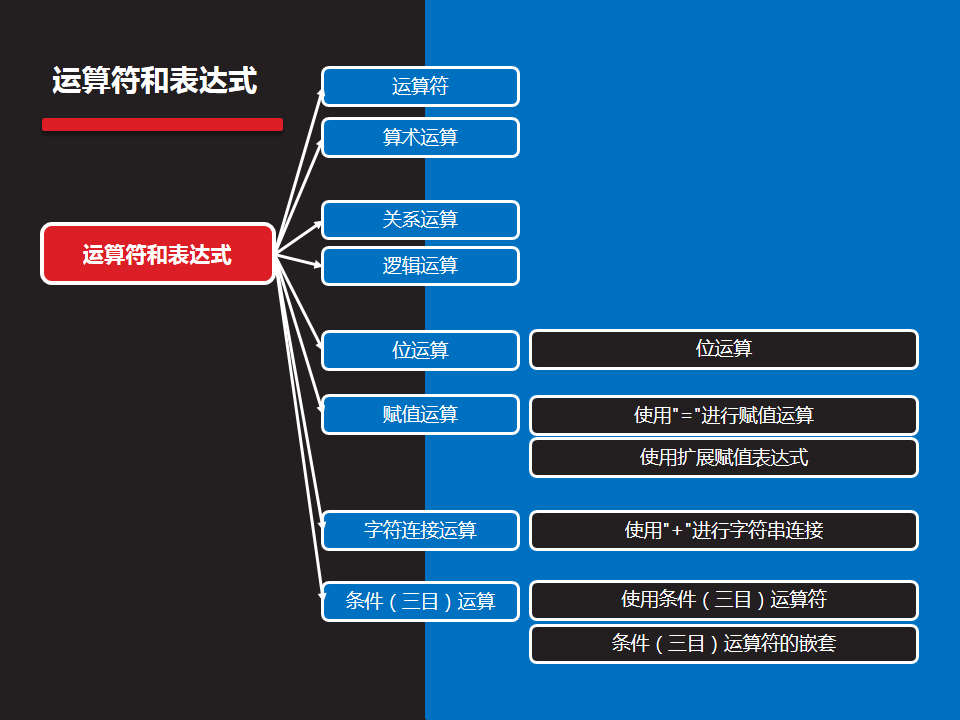 运算符和表达式
运算符和表达式
运算符
算术运算
关系运算
逻辑运算
位运算
位运算
赋值运算
使用"="进行赋值运算
使用扩展赋值表达式
字符连接运算
使用"+"进行字符串连接
条件（三目）运算
使用条件（三目）运算符
条件（三目）运算符的嵌套